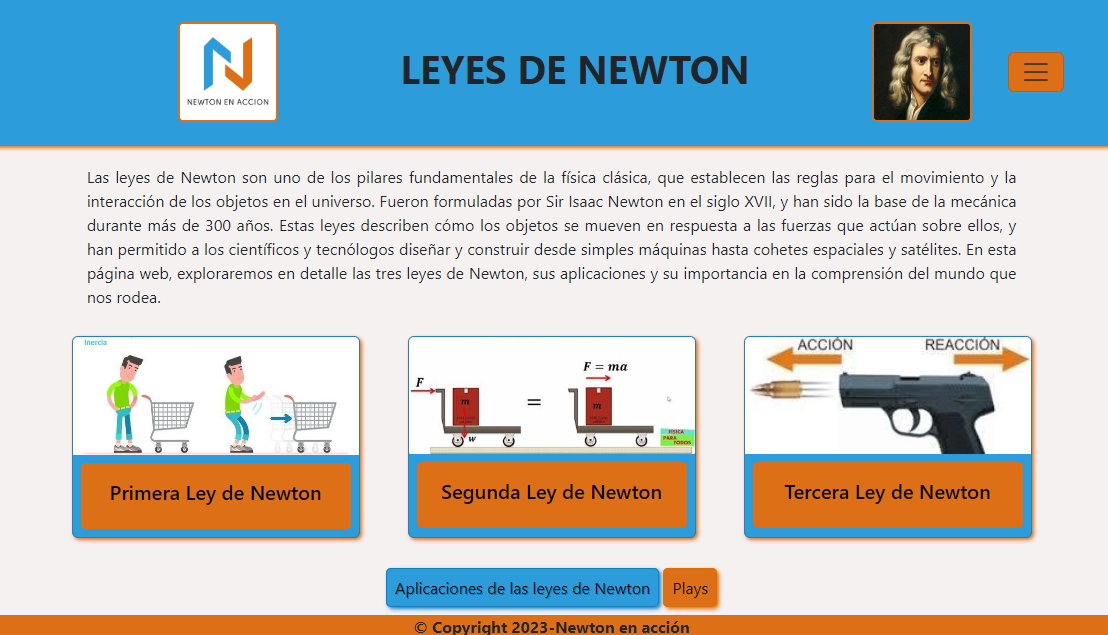 NEWTON EN ACCION
LEYES DE NEWTON
Las leyes de Newton son uno de los pilares fundamentales de la física clásica, que establecen las reglas para el movimiento y la
interacción de los objetos en el universo. Fueron formuladas por Sir Isaac Newton en el siglo XVII, y han sido la base de la mecánica
durante más de 300 años. Estas leyes describen cómo los objetos se mueven en respuesta a las fuerzas que actúan sobre ellos, y
han permitido a los científicos y tecnólogos diseñar y construir desde simples máquinas hasta cohetes espaciales y satélites. En esta
página web, exploraremos en detalle las tres leyes de Newton, sus aplicaciones y su importancia en la comprensión del mundo que
nos rodea.
Inercia
Primera Ley de Newton
F
m
w
=
F = ma
m
FÍSICA
PARA
TODOS
Segunda Ley de Newton
ACCIÓN
REACCIÓN
Tercera Ley de Newton
Aplicaciones de las leyes de Newton
Plays
© Copyright 2023-Newton en acción